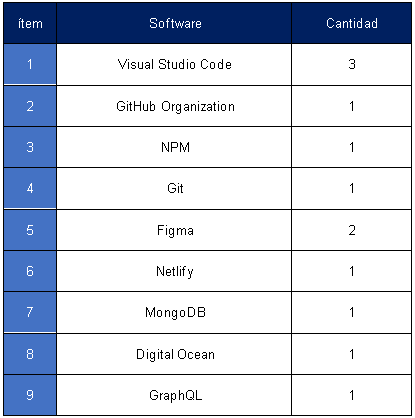 ítem Software Cantidad
1 Visual Studio Code 3
2 GitHub Organization 1
3 NPM 1
4 Git 1
5 Figma 2
6 Netlify 1
7 MongoDB 1
8 Digital Ocean 1
9 GraphQL 1